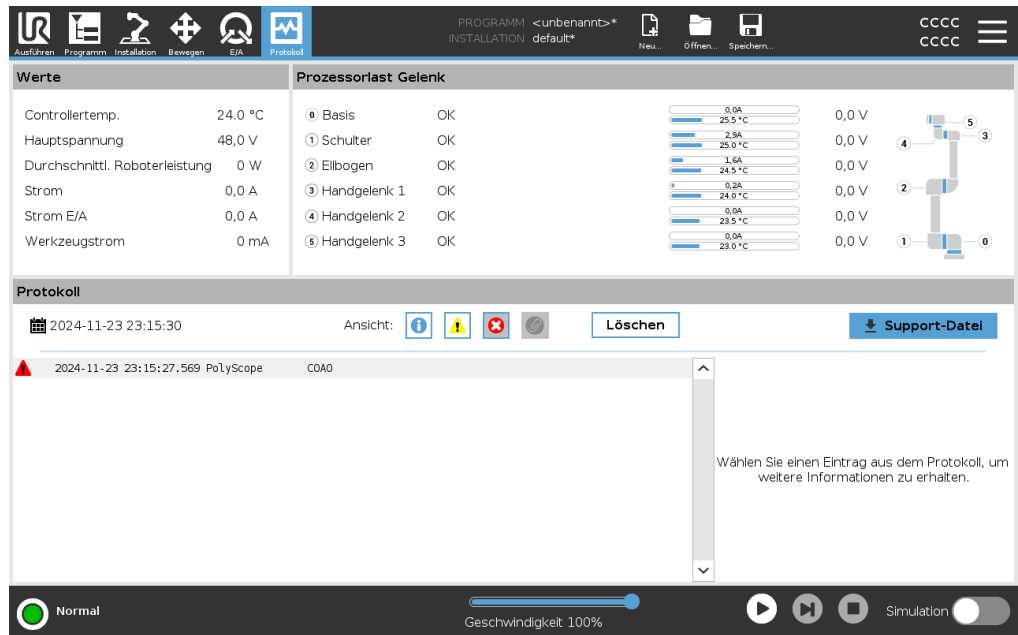 PROGRAMM <unbenannt>*
INSTALLATION default*
Ausführen Programm Installation Bewegen E/A Protokoll
Neu... Öffnen... Speichern...
CCCC
CCCC
Werte
Controllertemp. 24.0 °C
Hauptspannung 48,0 V
Durchschnittl. Roboterleistung 0 W
Strom 0,0 A
Strom E/A 0,0 A
Werkzeugstrom 0 mA
Prozessorlast Gelenk
0 Basis OK 0,0A 25.5 °C 0,0 V
1 Schulter OK 2,9A 25.0 °C 0,0 V
2 Ellbogen OK 1,6A 24.5 °C 0,0 V
3 Handgelenk 1 OK 0,2A 24.0 °C 0,0 V
4 Handgelenk 2 OK 0,0A 23.5 °C 0,0 V
5 Handgelenk 3 OK 0,0A 23.0 °C 0,0 V
5
4 3
2
1 0
Protokoll
2024-11-23 23:15:30 Ansicht: Löschen Support-Datei
2024-11-23 23:15:27.569 PolyScope C0A0
Wählen Sie einen Eintrag aus dem Protokoll, um
weitere Informationen zu erhalten.
Normal
Geschwindigkeit 100%
Simulation